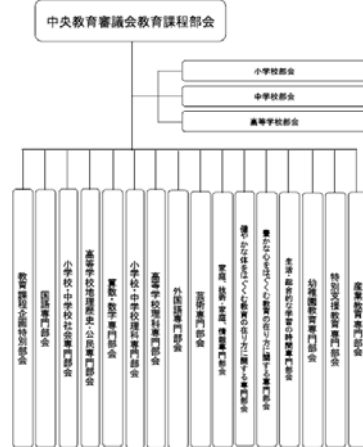 中央教育審議会教育課程部会
小学校部会
中学校部会
高等学校部会
教育課程企画特別部会
国語専門部会
小学校・中学校社会専門部会
高等学校地理歴史・公民専門部会
算数・数学専門部会
小学校・中学校理科専門部会
高等学校理科専門部会
外国語専門部会
芸術専門部会
家庭、技術・家庭、情報専門部会
健やかな体をはぐくむ教育の在り方に関する専門部会
豊かな心をはぐくむ教育の在り方に関する専門部会
生活・総合的な学習の時間専門部会
幼稚園教育専門部会
特別支援教育専門部会
産業教育専門部会